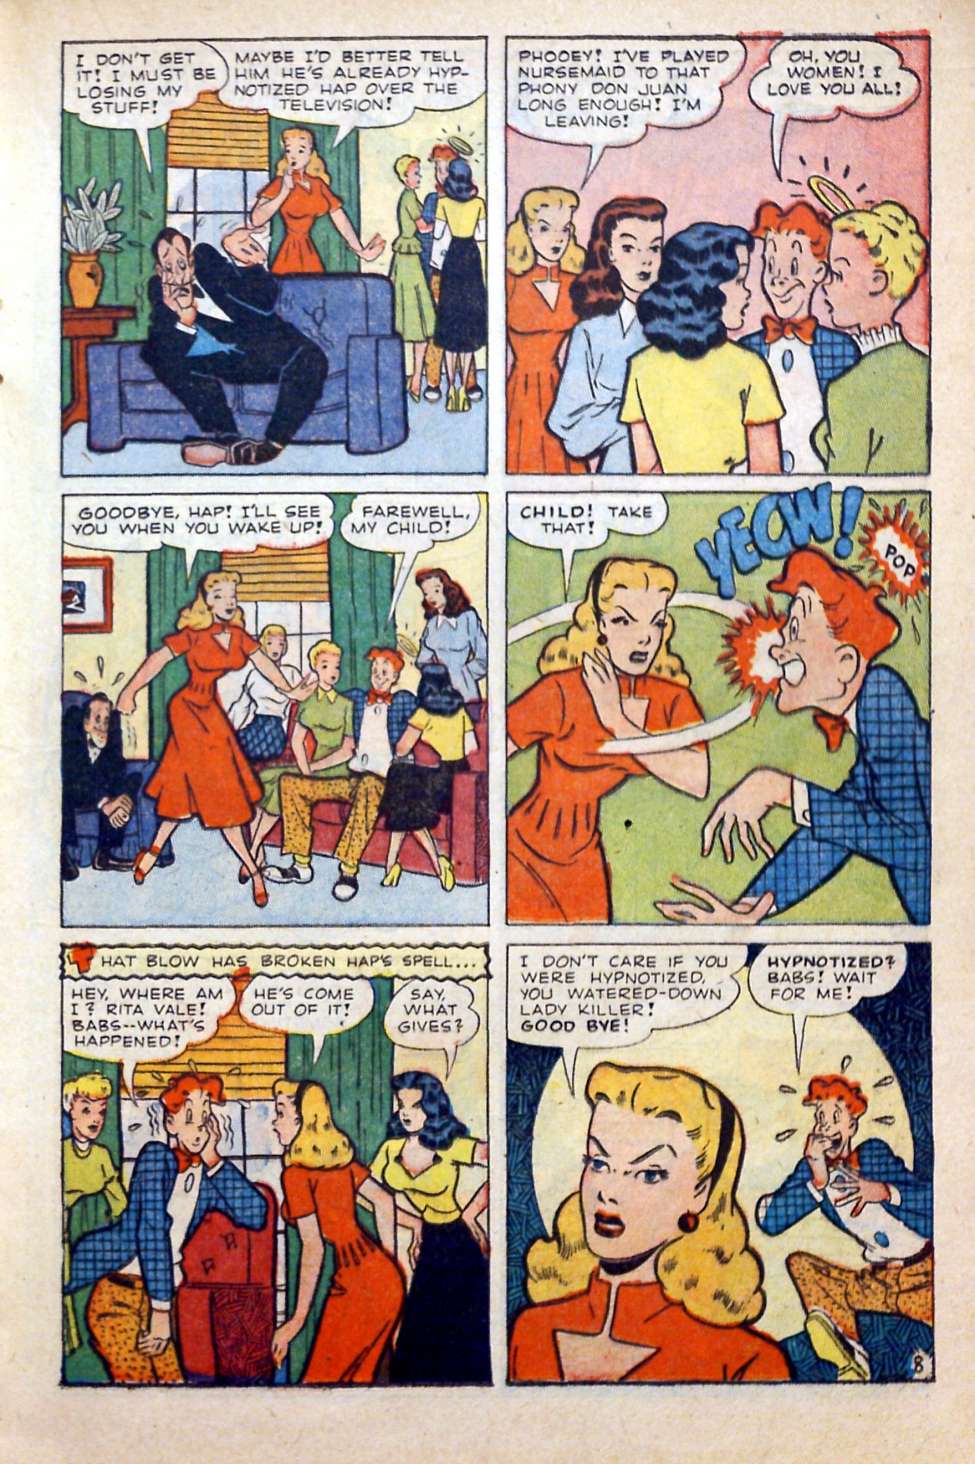 I DON'T GET
IT! I MUST BE
LOSING MY
STUFF!
MAYBE I'D BETTER TELL
HIM HE'S ALREADY HYP-
NOTIZED HAP OVER THE
TELEVISION!
PHOOEY! I'VE PLAYED
NURSEMAID TO THAT
PHONY DON JUAN
LONG ENOUGH! I'M
LEAVING!
OH, YOU
WOMEN! I
LOVE YOU ALL!
GOODBYE, HAP! I'LL SEE
YOU WHEN YOU WAKE UP!
FAREWELL,
MY CHILD!
CHILD! TAKE
THAT!
YEOW!
POP
THAT BLOW HAS BROKEN HAP'S SPELL...
HEY, WHERE AM
I? RITA VALE!
BABS--WHAT'S
HAPPENED!
HE'S COME
OUT OF IT!
SAY,
WHAT
GIVES?
I DON'T CARE IF YOU
WERE HYPNOTIZED,
YOU WATERED-DOWN
LADY KILLER!
GOOD BYE!
HYPNOTIZED?
BABS! WAIT
FOR ME!
8